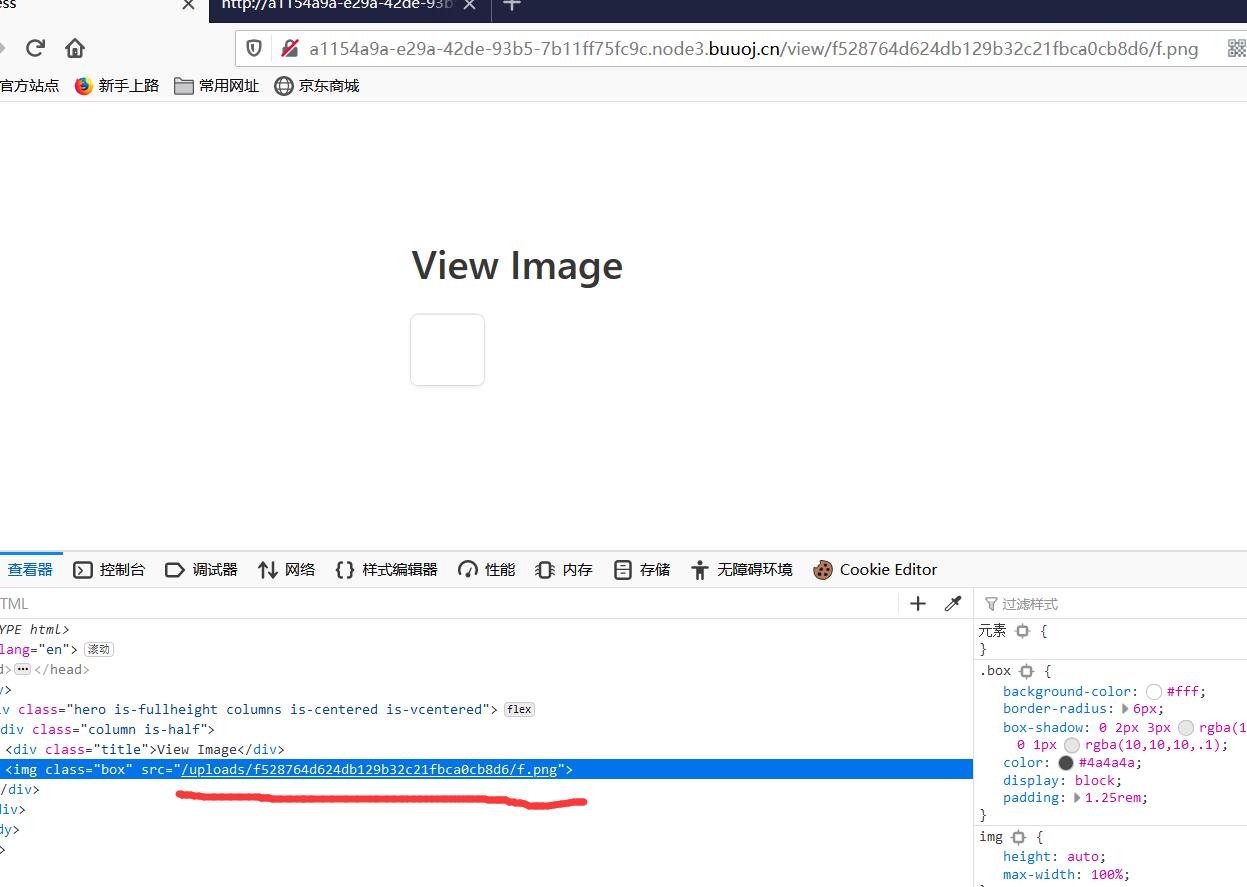 ess
http://a1154a9a-e29a-42de-93b5
a1154a9a-e29a-42de-93b5-7b11ff75fc9c.node3.buuoj.cn/view/f528764d624db129b32c21fbca0cb8d6/f.png
官方站点 新手上路 常用网址 京东商城
View Image
查看器 控制台 调试器 网络 {} 样式编辑器 性能 内存 存储 无障碍环境 Cookie Editor
TML + 过滤样式
YPE html>
lang="en"> 滚动
d>•••</head>
y>
v class="hero is-fullheight columns is-centered is-vcentered"> flex
div class="column is-half">
<div class="title">View Image</div>
<img class="box" src="/uploads/f528764d624db129b32c21fbca0cb8d6/f.png">
/div>
div>
dy>
>
元素 {
}
.box {
background-color: #fff;
border-radius: 6px;
box-shadow: 0 2px 3px rgba(1
0 1px rgba(10,10,10,.1);
color: #4a4a4a;
display: block;
padding: 1.25rem;
}
img {
height: auto;
max-width: 100%;